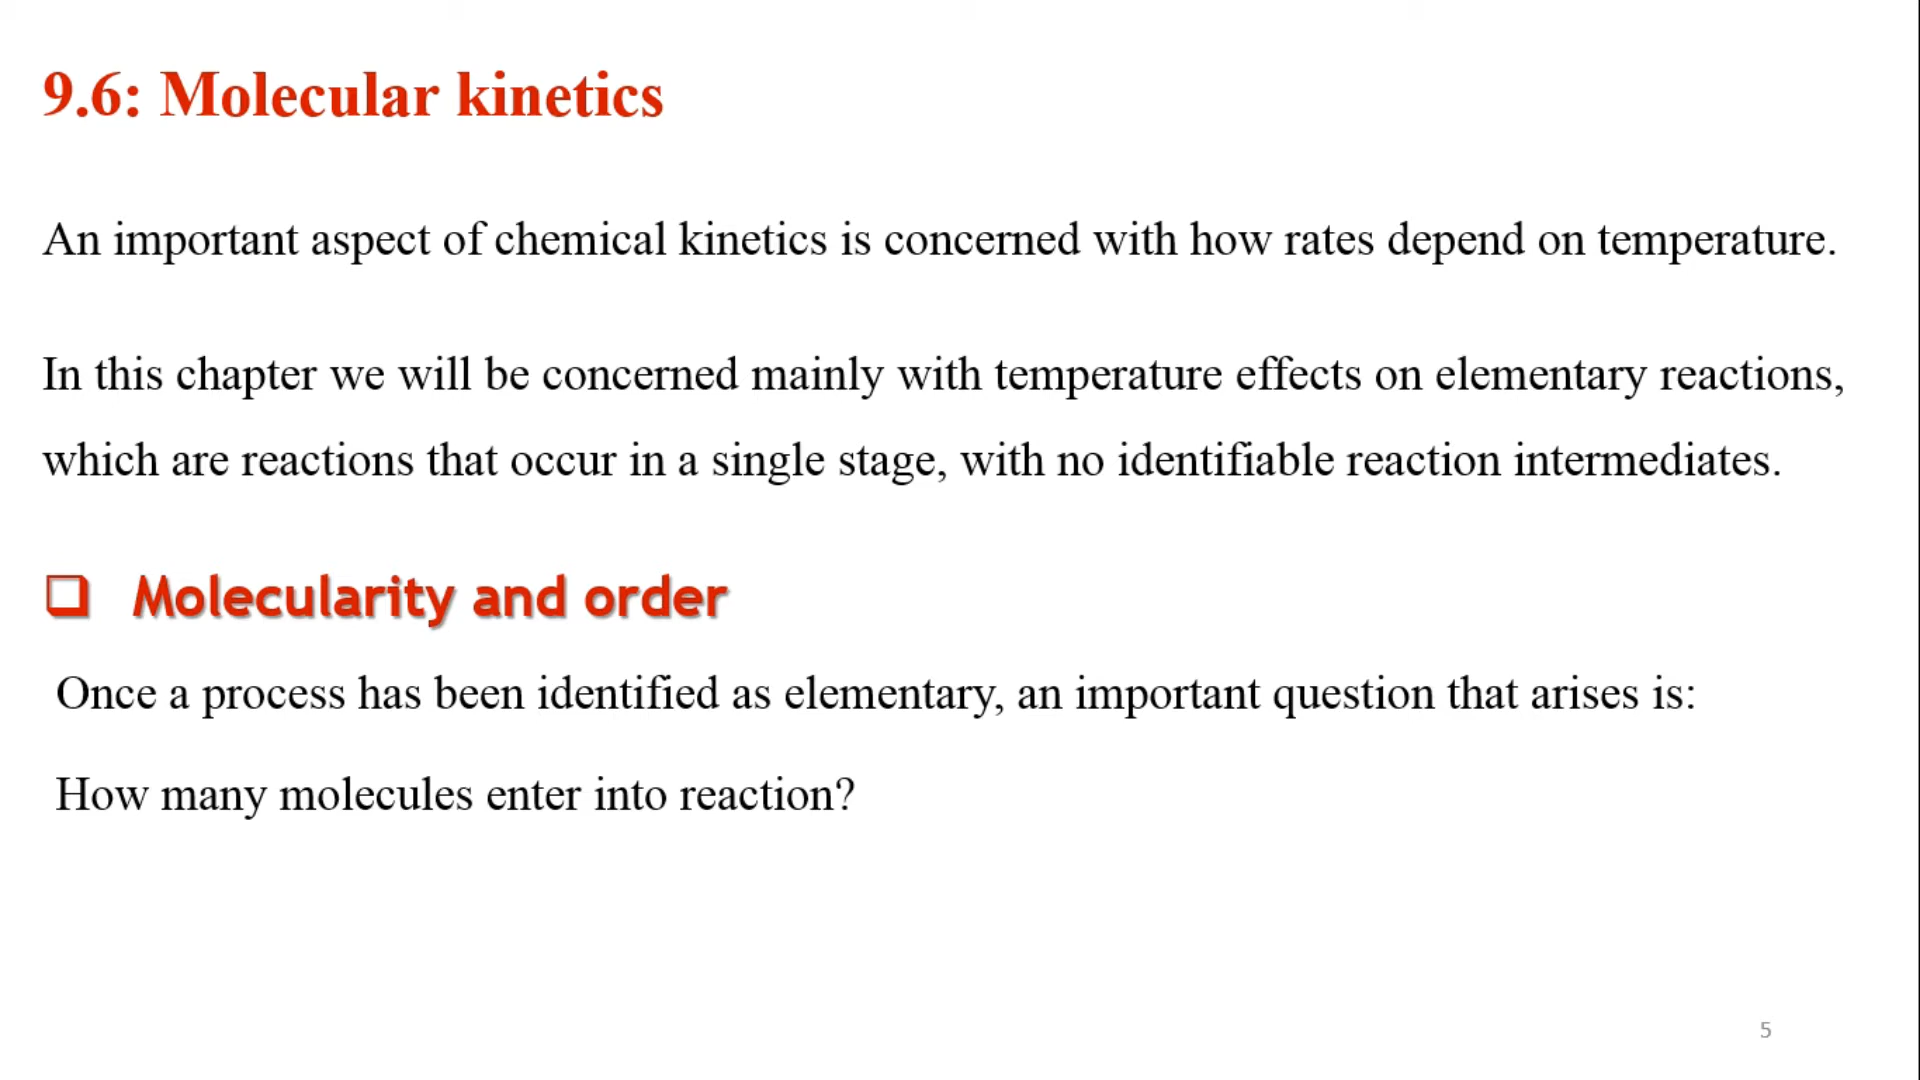 9.6: Molecular kinetics
An important aspect of chemical kinetics is concerned with how rates depend on temperature.
In this chapter we will be concerned mainly with temperature effects on elementary reactions,
which are reactions that occur in a single stage, with no identifiable reaction intermediates.
❑ Molecularity and order
Once a process has been identified as elementary, an important question that arises is:
How many molecules enter into reaction?
5